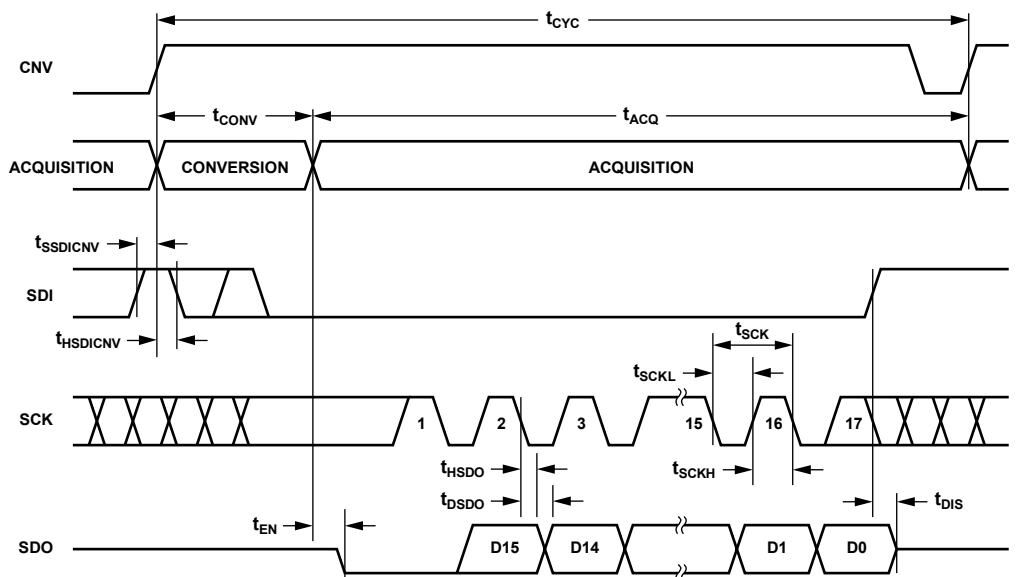 tCYC
CNV
tCONV
tACQ
ACQUISITION
CONVERSION
ACQUISITION
tSSDICNV
SDI
tHSDICNV
tSCK
tSCKL
SCK
1
2
3
15
16
17
tHSDO
tSCKH
tDSDO
tDIS
tEN
SDO
D15
D14
D1
D0